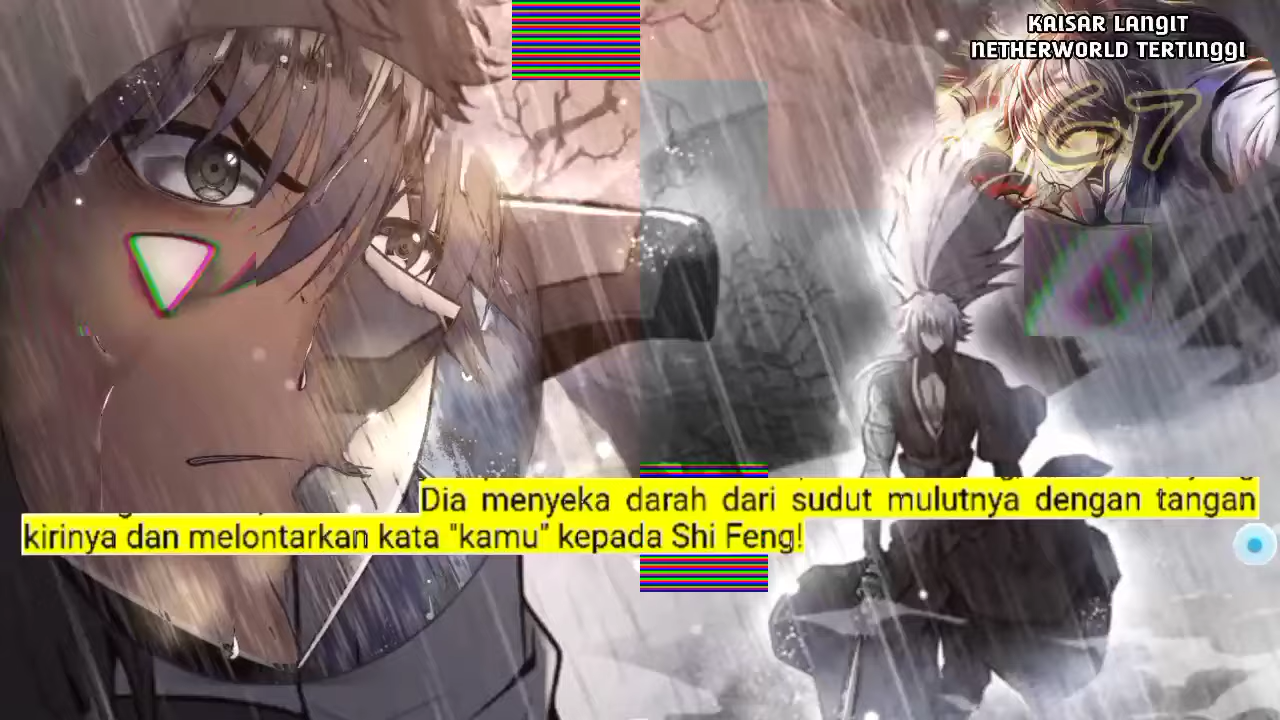 KAISAR LANGIT
NETHERWORLD TERTINGGI
67
Dia menyeka darah dari sudut mulutnya dengan tangan
kirinya dan melontarkan kata "kamu" kepada Shi Feng!